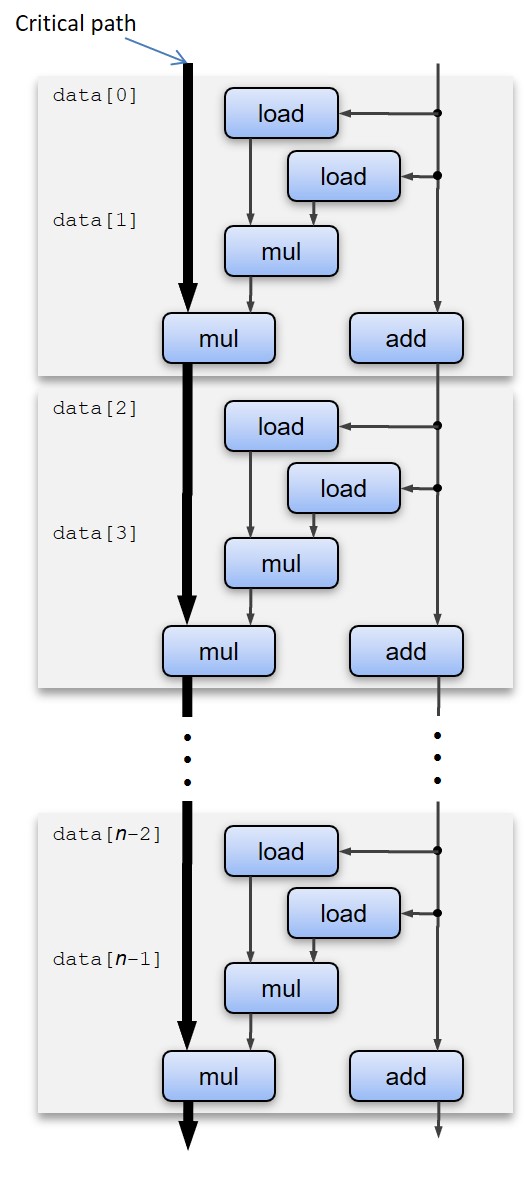 Critical path
data[0]
load
load
data[1]
mul
mul
add
data[2]
load
load
data[3]
mul
mul
add
data[n-2]
load
load
data[n-1]
mul
mul
add